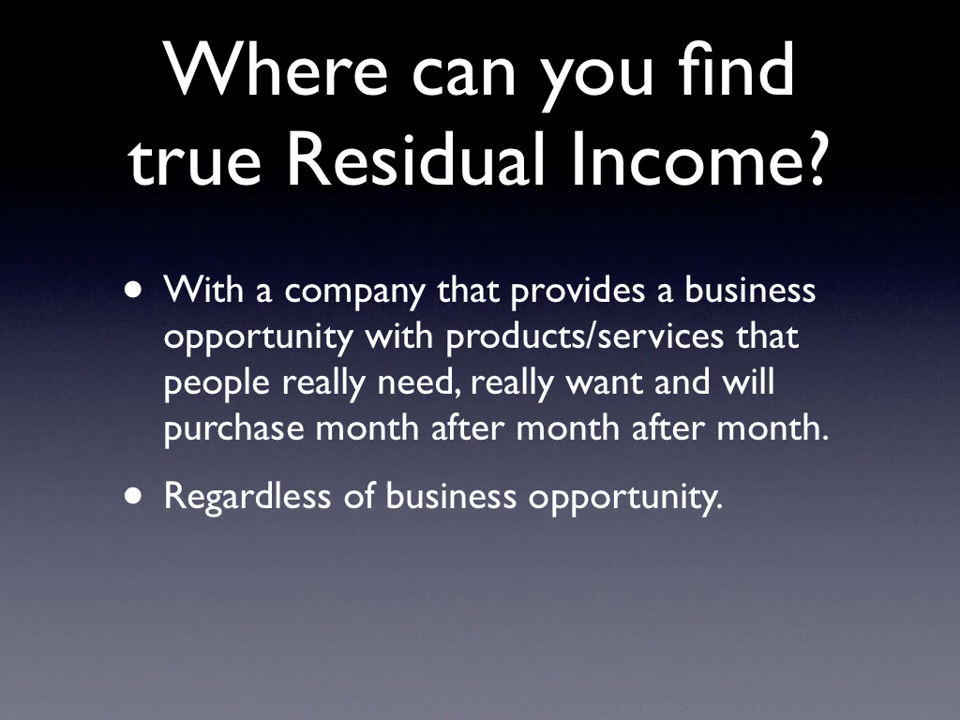 Where can you find
true Residual Income?
• With a company that provides a business
opportunity with products/services that
people really need, really want and will
purchase month after month after month.
• Regardless of business opportunity.